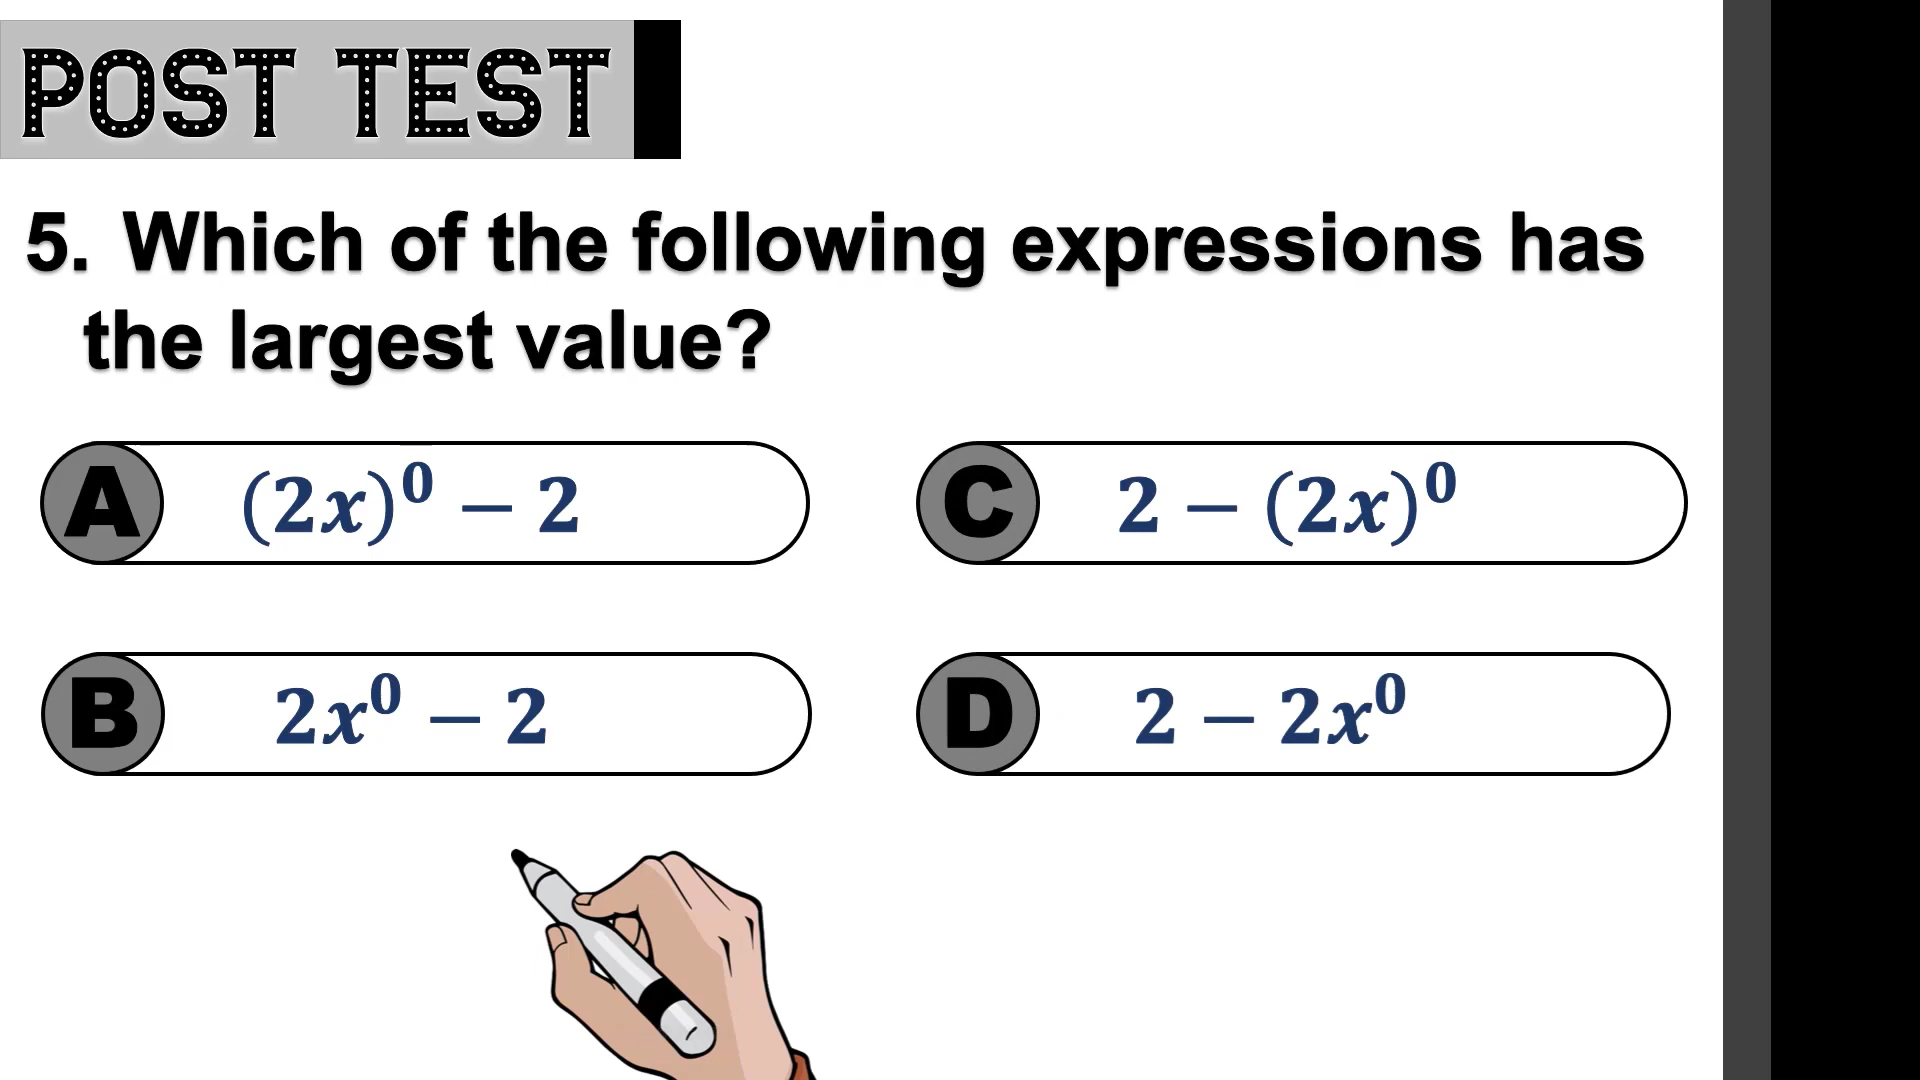 POST TEST
5. Which of the following expressions has
the largest value?
A (2x)⁰ − 2
C 2 − (2x)⁰
B 2x⁰ − 2
D 2 − 2x⁰